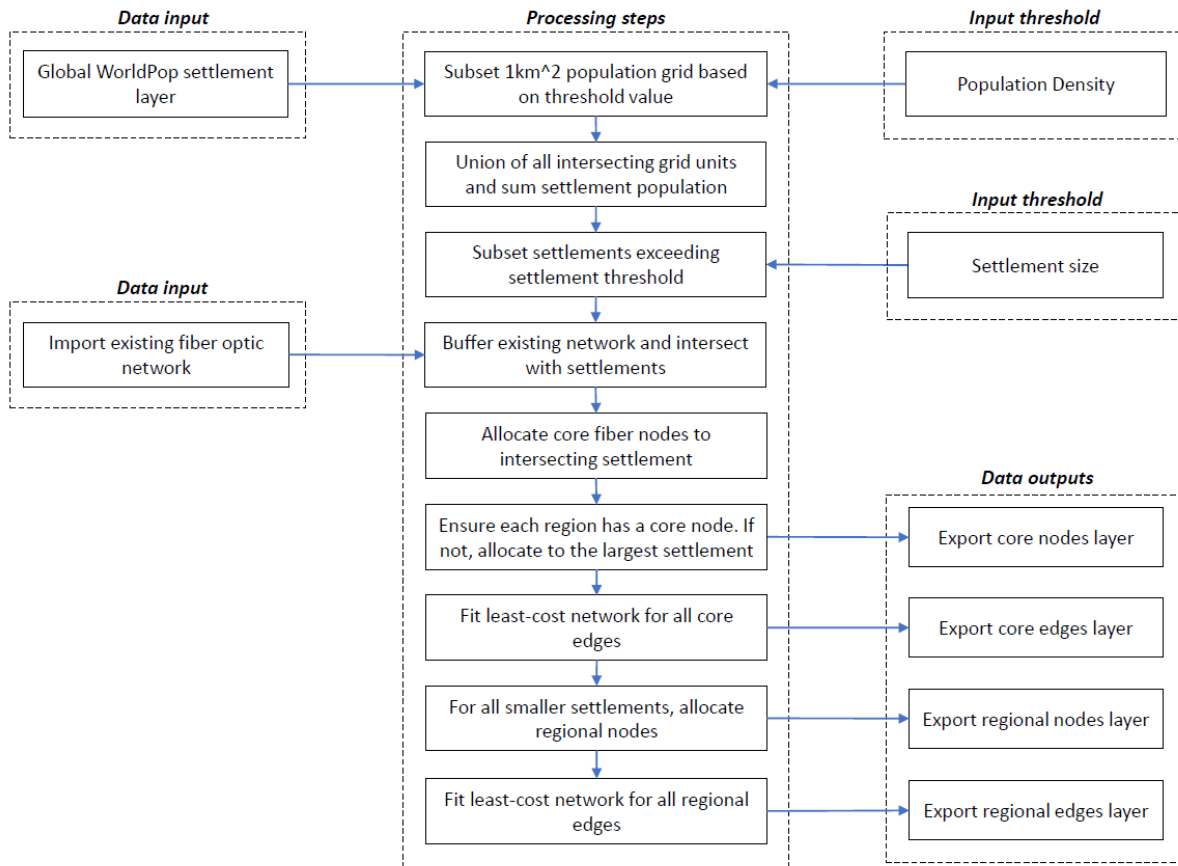 Data input
Processing steps
Input threshold
Global WorldPop settlement
layer
Subset 1km^2 population grid based
on threshold value
Population Density
Union of all intersecting grid units
and sum settlement population
Input threshold
Subset settlements exceeding
settlement threshold
Settlement size
Data input
Import existing fiber optic
network
Buffer existing network and intersect
with settlements
Allocate core fiber nodes to
intersecting settlement
Data outputs
Ensure each region has a core node. If
not, allocate to the largest settlement
Export core nodes layer
Fit least-cost network for all core
edges
Export core edges layer
For all smaller settlements, allocate
regional nodes
Export regional nodes layer
Fit least-cost network for all regional
edges
Export regional edges layer